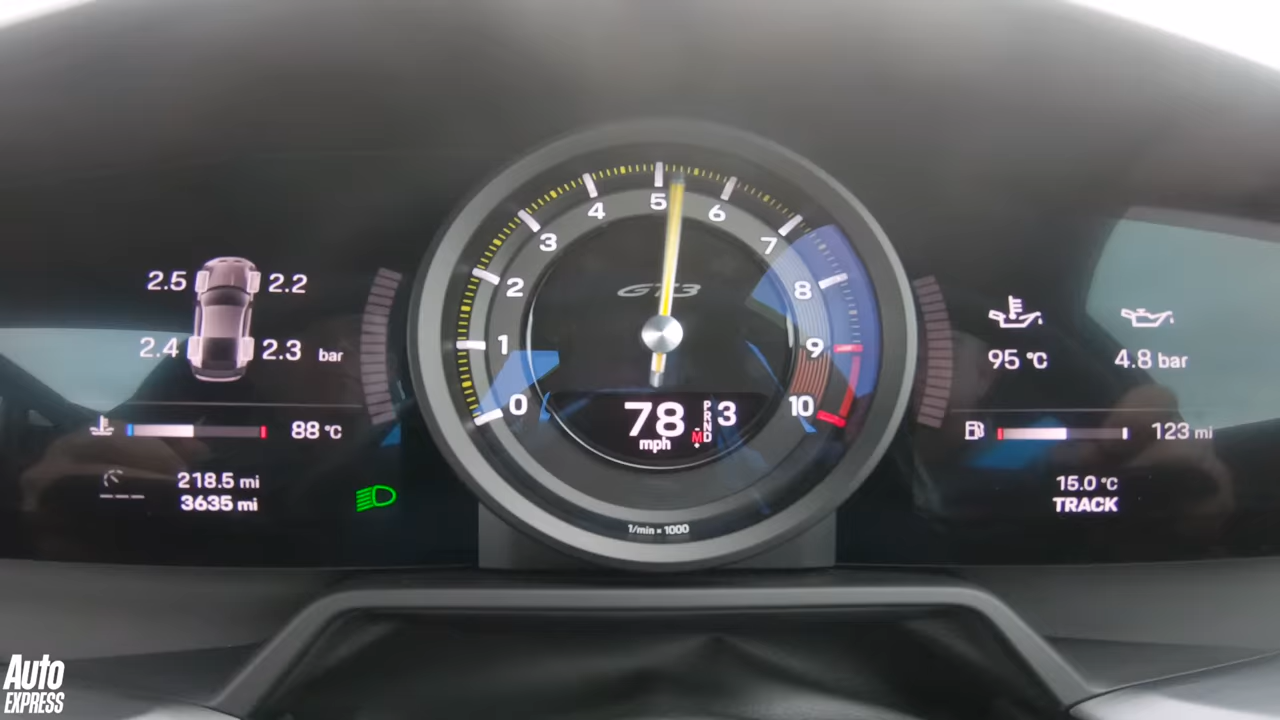 2.5 2.2
2.4 2.3 bar
88 °C
218.5 mi
3635 mi
0
1
2
3
4
5
6
7
8
9
10
GT3
78
mph
P
R
N
D
M
3
1/min × 1000
95 °C 4.8 bar
123 mi
15.0 °C
TRACK
Auto
EXPRESS